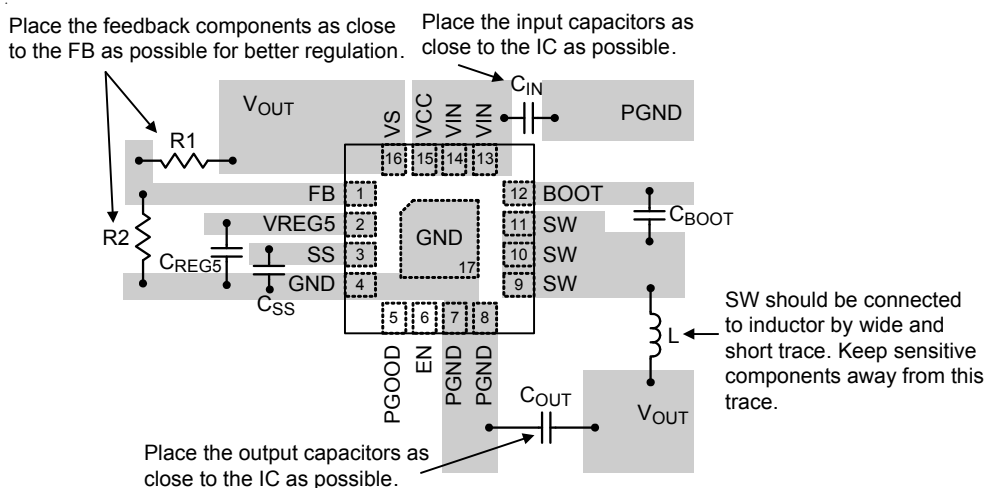 Place the feedback components as close
to the FB as possible for better regulation.
Place the input capacitors as
close to the IC as possible.
CIN
VOUT
PGND
VS
VCC
VIN
VIN
R1
16
15
14
13
FB
1
12
BOOT
VREG5
2
11
SW
CBOOT
R2
GND
SS
3
10
SW
CREG5
17
GND
4
9
SW
CSS
5
6
7
8
PGOOD
EN
PGND
PGND
L
SW should be connected
to inductor by wide and
short trace. Keep sensitive
components away from this
trace.
COUT
VOUT
Place the output capacitors as
close to the IC as possible.